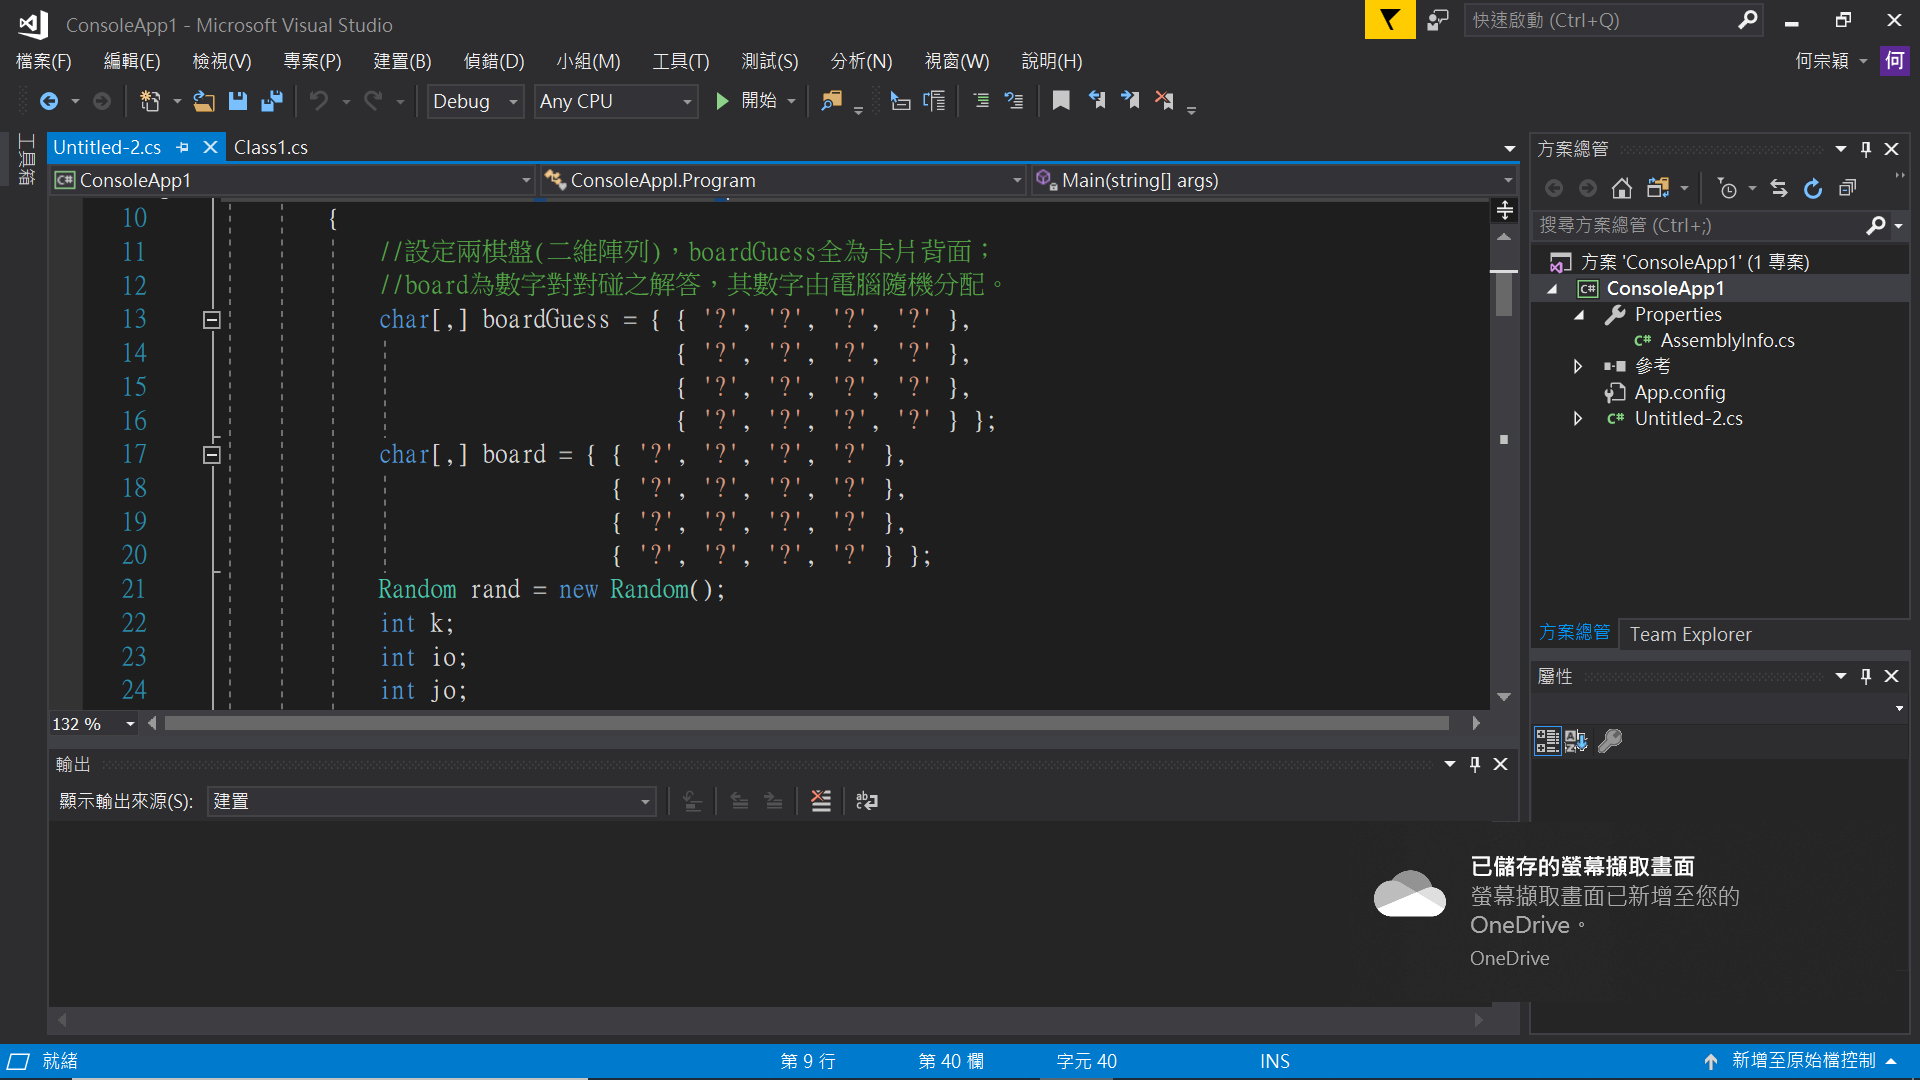 ConsoleApp1 - Microsoft Visual Studio
快速啟動 (Ctrl+Q)
檔案(F) 編輯(E) 檢視(V) 專案(P) 建置(B) 偵錯(D) 小組(M) 工具(T) 測試(S) 分析(N) 視窗(W) 說明(H)
何宗穎 何
Debug Any CPU 開始
工具箱
Untitled-2.cs Class1.cs
C# ConsoleApp1 ConsoleAppl.Program Main(string[] args)
10 {
11 //設定兩棋盤(二維陣列)，boardGuess全為卡片背面；
12 //board為數字對對碰之解答，其數字由電腦隨機分配。
13 char[,] boardGuess = { { '?', '?', '?', '?' },
14 { '?', '?', '?', '?' },
15 { '?', '?', '?', '?' },
16 { '?', '?', '?', '?' } };
17 char[,] board = { { '?', '?', '?', '?' },
18 { '?', '?', '?', '?' },
19 { '?', '?', '?', '?' },
20 { '?', '?', '?', '?' } };
21 Random rand = new Random();
22 int k;
23 int io;
24 int jo;
132 %
輸出
顯示輸出來源(S): 建置
方案總管
搜尋方案總管 (Ctrl+;)
方案 'ConsoleApp1' (1 專案)
C# ConsoleApp1
Properties
C# AssemblyInfo.cs
參考
App.config
C# Untitled-2.cs
方案總管 Team Explorer
屬性
已儲存的螢幕擷取畫面
螢幕擷取畫面已新增至您的
OneDrive。
OneDrive
就緒 第 9 行 第 40 欄 字元 40 INS 新增至原始檔控制